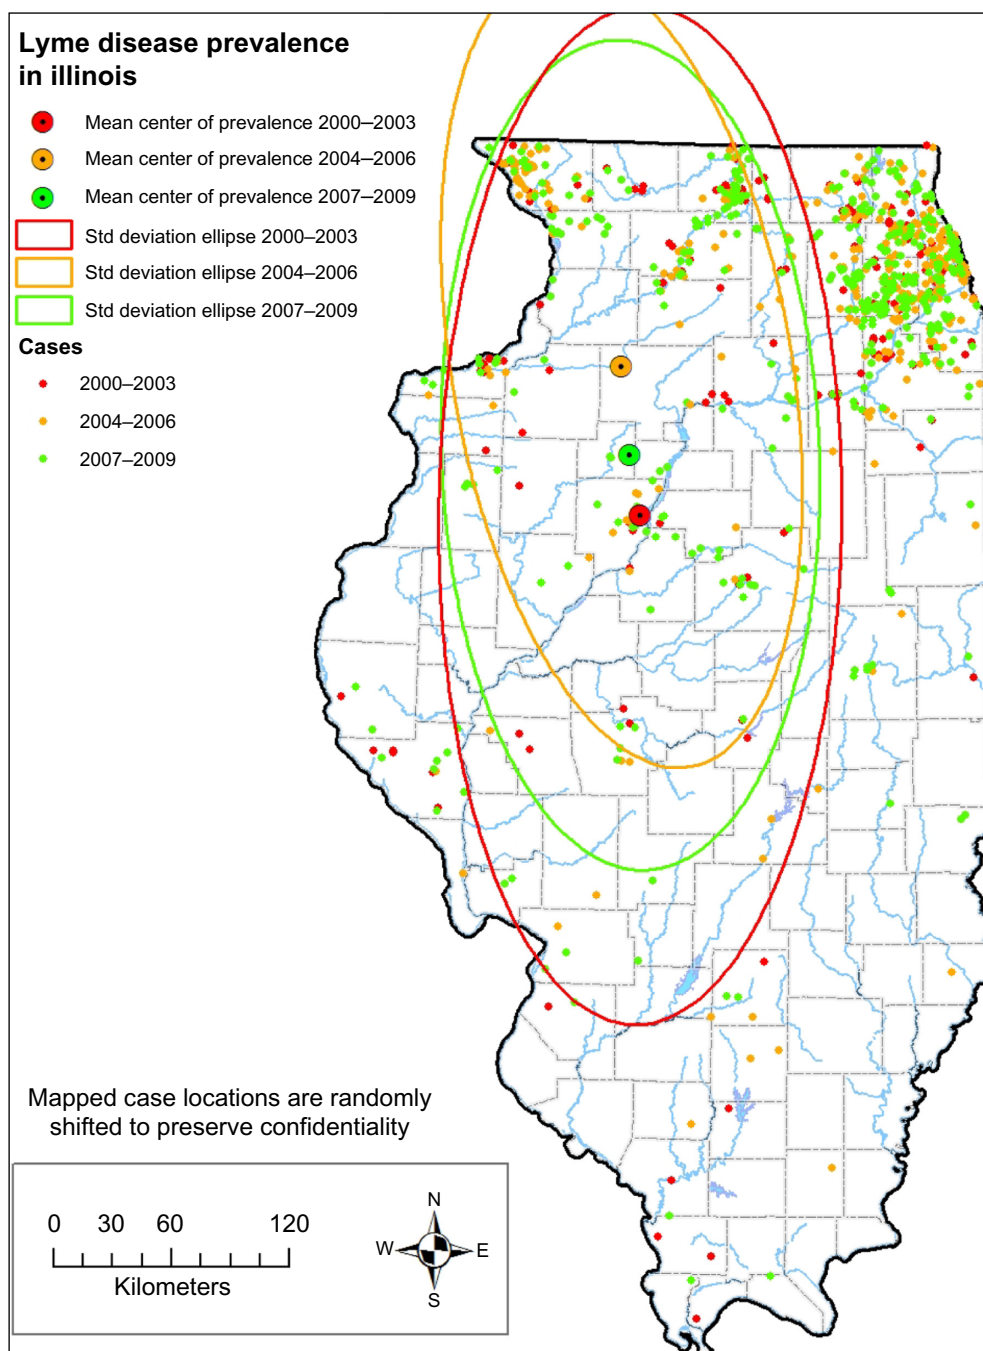 Lyme disease prevalence
in illinois
Mean center of prevalence 2000–2003
Mean center of prevalence 2004–2006
Mean center of prevalence 2007–2009
Std deviation ellipse 2000–2003
Std deviation ellipse 2004–2006
Std deviation ellipse 2007–2009
Cases
2000–2003
2004–2006
2007–2009
Mapped case locations are randomly
shifted to preserve confidentiality
0 30 60 120
Kilometers
N
W E
S